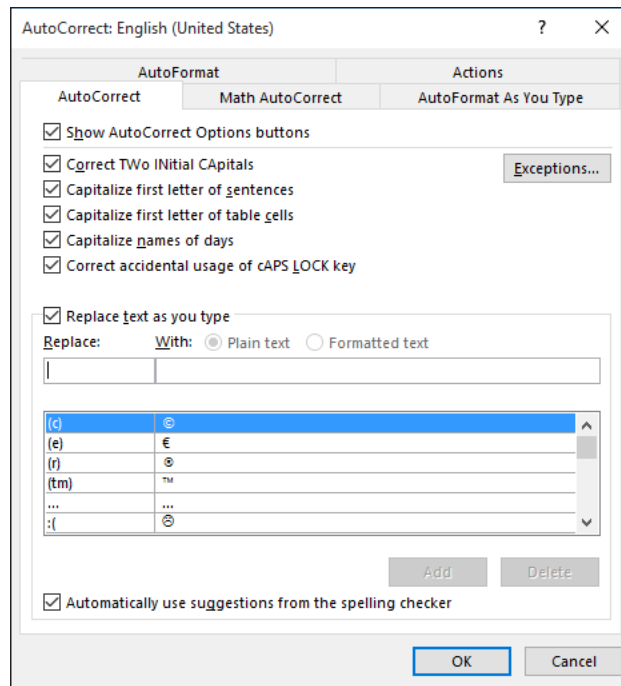 AutoCorrect: English (United States) ? ×
AutoFormat Actions
AutoCorrect Math AutoCorrect AutoFormat As You Type
Show AutoCorrect Options buttons
Correct TWo INitial CApitals Exceptions...
Capitalize first letter of sentences
Capitalize first letter of table cells
Capitalize names of days
Correct accidental usage of cAPS LOCK key
Replace text as you type
Replace: With: Plain text Formatted text
(c) ©
(e) €
(r) ®
(tm) ™
... ...
:( ☹
Add Delete
Automatically use suggestions from the spelling checker
OK Cancel